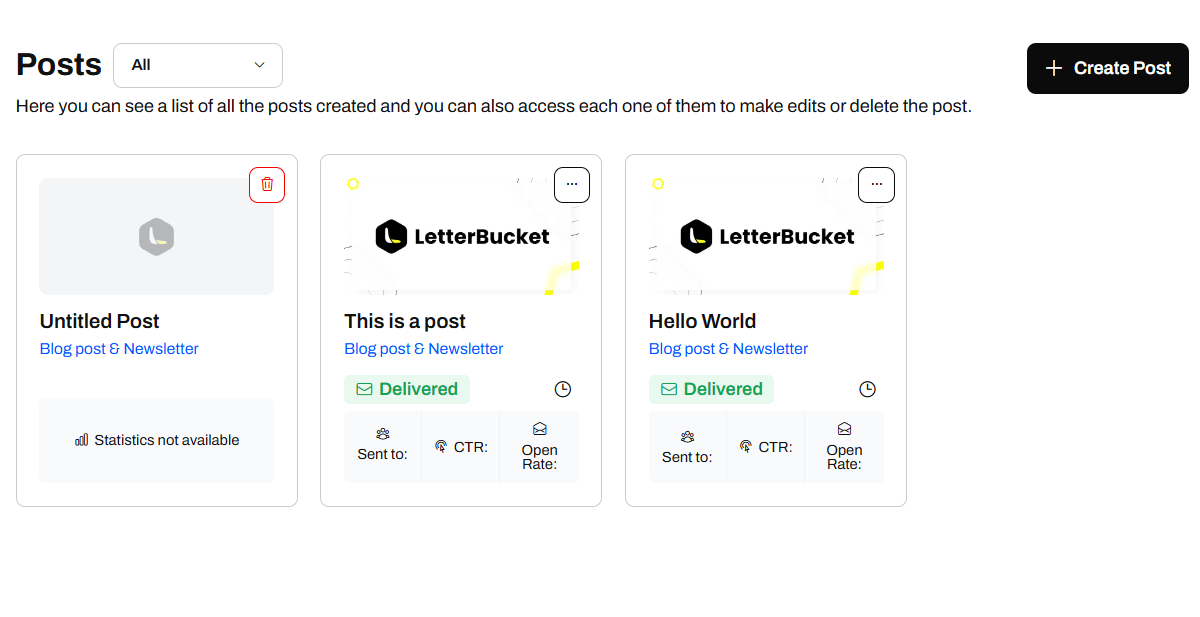 Posts
All
Create Post
Here you can see a list of all the posts created and you can also access each one of them to make edits or delete the post.
Untitled Post
Blog post & Newsletter
Statistics not available
LetterBucket
This is a post
Blog post & Newsletter
Delivered
Sent to:
CTR:
Open
Rate:
LetterBucket
Hello World
Blog post & Newsletter
Delivered
Sent to:
CTR:
Open
Rate: